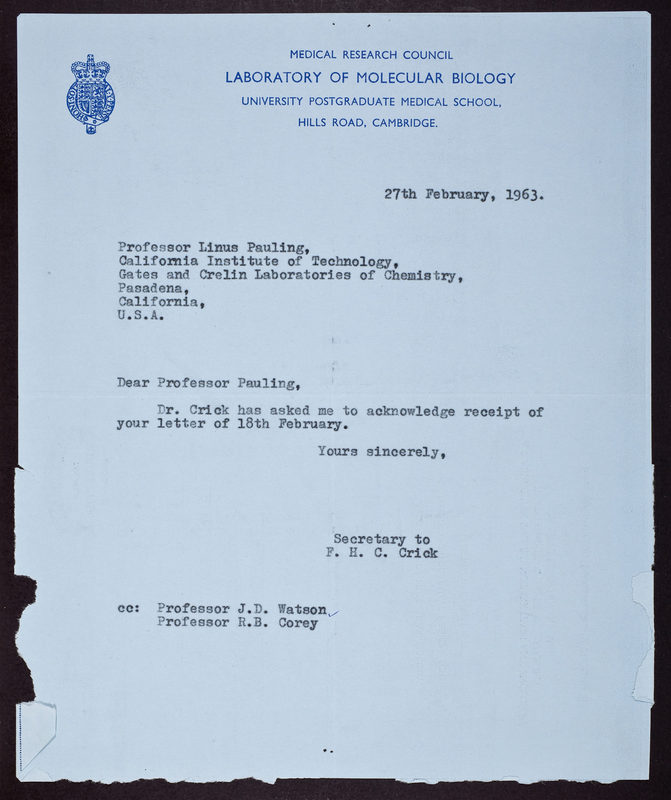 MEDICAL RESEARCH COUNCIL
LABORATORY OF MOLECULAR BIOLOGY
UNIVERSITY POSTGRADUATE MEDICAL SCHOOL,
HILLS ROAD, CAMBRIDGE.
27th February, 1963.
Professor Linus Pauling,
California Institute of Technology,
Gates and Crelin Laboratories of Chemistry,
Pasadena,
California,
U.S.A.
Dear Professor Pauling,
Dr. Crick has asked me to acknowledge receipt of
your letter of 18th February.
Yours sincerely,
Secretary to
F. H. C. Crick
cc: Professor J.D. Watson
Professor R.B. Corey